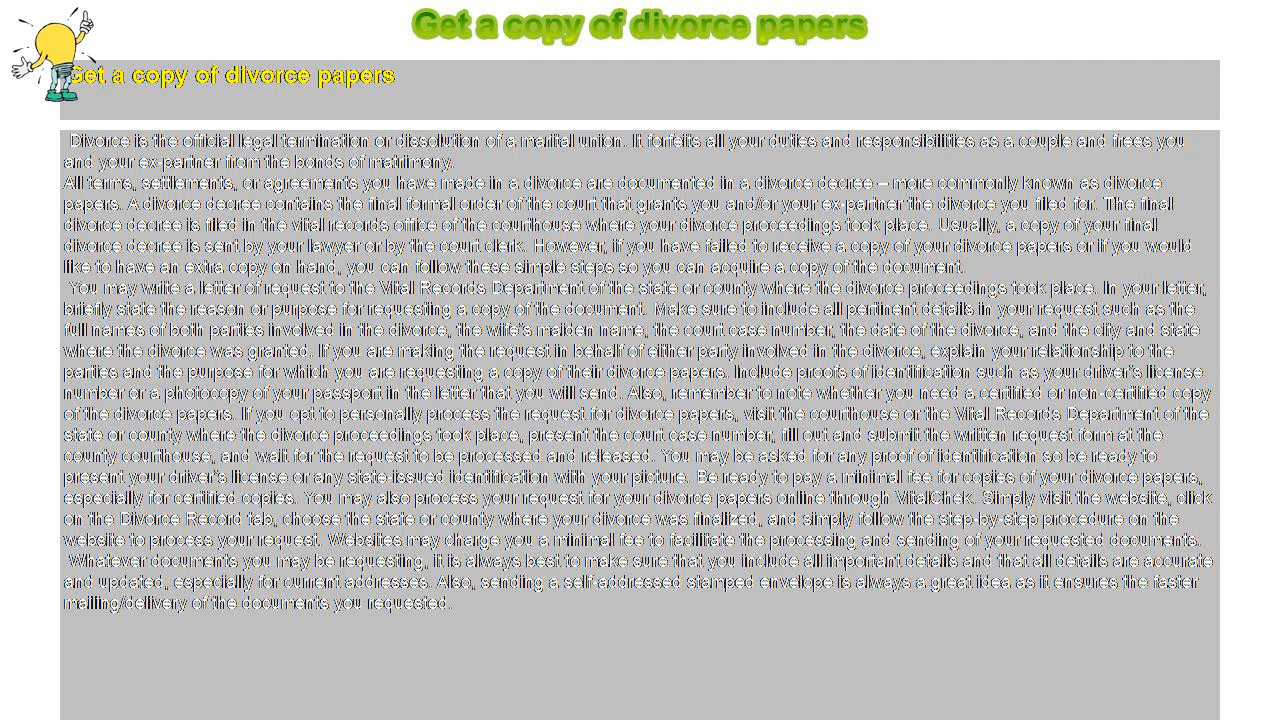 Get a copy of divorce papers
Get a copy of divorce papers
Divorce is the official legal termination or dissolution of a marital union. It forfeits all your duties and responsibilities as a couple and frees you
and your ex-partner from the bonds of matrimony.
All terms, settlements, or agreements you have made in a divorce are documented in a divorce decree – more commonly known as divorce
papers. A divorce decree contains the final formal order of the court that grants you and/or your ex-partner the divorce you filed for. The final
divorce decree is filed in the vital records office of the courthouse where your divorce proceedings took place. Usually, a copy of your final
divorce decree is sent by your lawyer or by the court clerk. However, if you have failed to receive a copy of your divorce papers or if you would
like to have an extra copy on hand, you can follow these simple steps so you can acquire a copy of the document.
You may write a letter of request to the Vital Records Department of the state or county where the divorce proceedings took place. In your letter,
briefly state the reason or purpose for requesting a copy of the document. Make sure to include all pertinent details in your request such as the
full names of both parties involved in the divorce, the wife's maiden name, the court case number, the date of the divorce, and the city and state
where the divorce was granted. If you are making the request in behalf of either party involved in the divorce, explain your relationship to the
parties and the purpose for which you are requesting a copy of their divorce papers. Include proofs of identification such as your driver's license
number or a photocopy of your passport in the letter that you will send. Also, remember to note whether you need a certified or non-certified copy
of the divorce papers. If you opt to personally process the request for divorce papers, visit the courthouse or the Vital Records Department of the
state or county where the divorce proceedings took place, present the court case number, fill out and submit the written request form at the
county courthouse, and wait for the request to be processed and released. You may be asked for any proof of identification so be ready to
present your driver's license or any state-issued identification with your picture. Be ready to pay a minimal fee for copies of your divorce papers,
especially for certified copies. You may also process your request for your divorce papers online through VitalChek. Simply visit the website, click
on the Divorce Record tab, choose the state or county where your divorce was finalized, and simply follow the step-by-step procedure on the
website to process your request. Websites may charge you a minimal fee to facilitate the processing and sending of your requested documents.
Whatever documents you may be requesting, it is always best to make sure that you include all important details and that all details are accurate
and updated, especially for current addresses. Also, sending a self-addressed stamped envelope is always a great idea as it ensures the faster
mailing/delivery of the documents you requested.